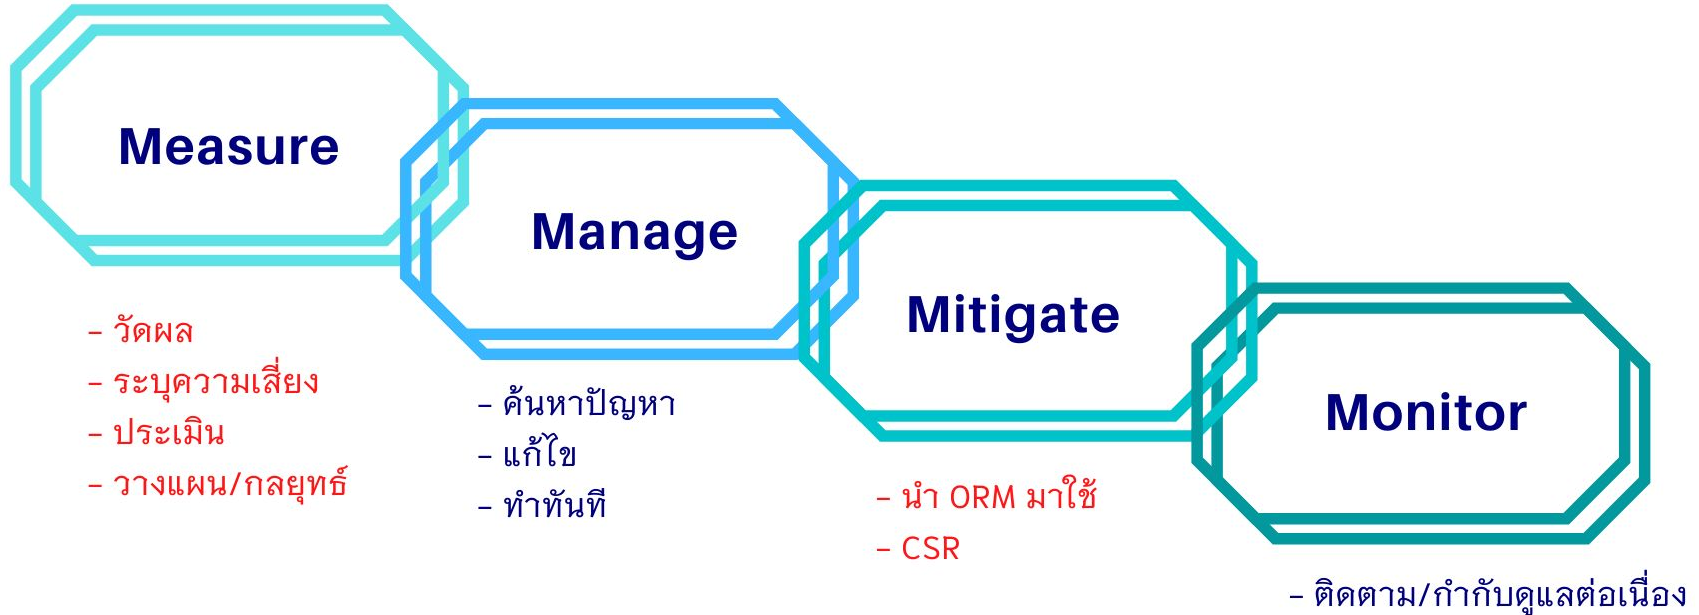 Measure
– วัดผล
– ระบุความเสี่ยง
– ประเมิน
– วางแผน/กลยุทธ์
Manage
– ค้นหาปัญหา
– แก้ไข
– ทำทันที
Mitigate
– นำ ORM มาใช้
– CSR
Monitor
– ติดตาม/กำกับดูแลต่อเนื่อง